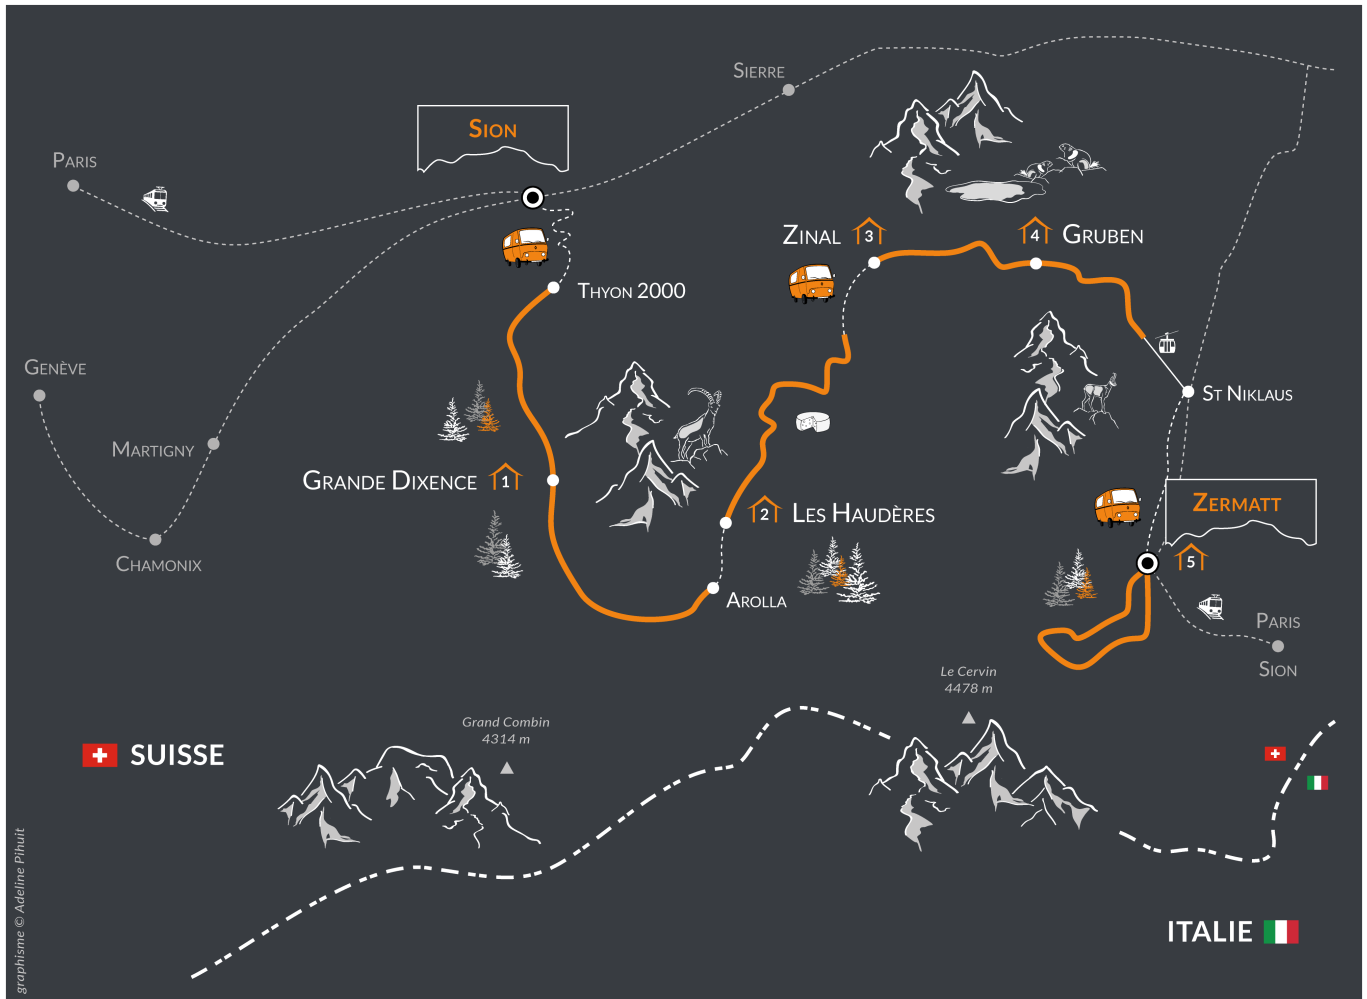 Sierre
Sion
Paris
Zinal
3
4
Gruben
Thyon 2000
Genève
St Niklaus
Martigny
Grande Dixence
1
2
Les Haudères
Zermatt
Chamonix
5
Arolla
Paris
Sion
Le Cervin
4478 m
Grand Combin
4314 m
SUISSE
ITALIE
graphisme © Adeline Pihuit